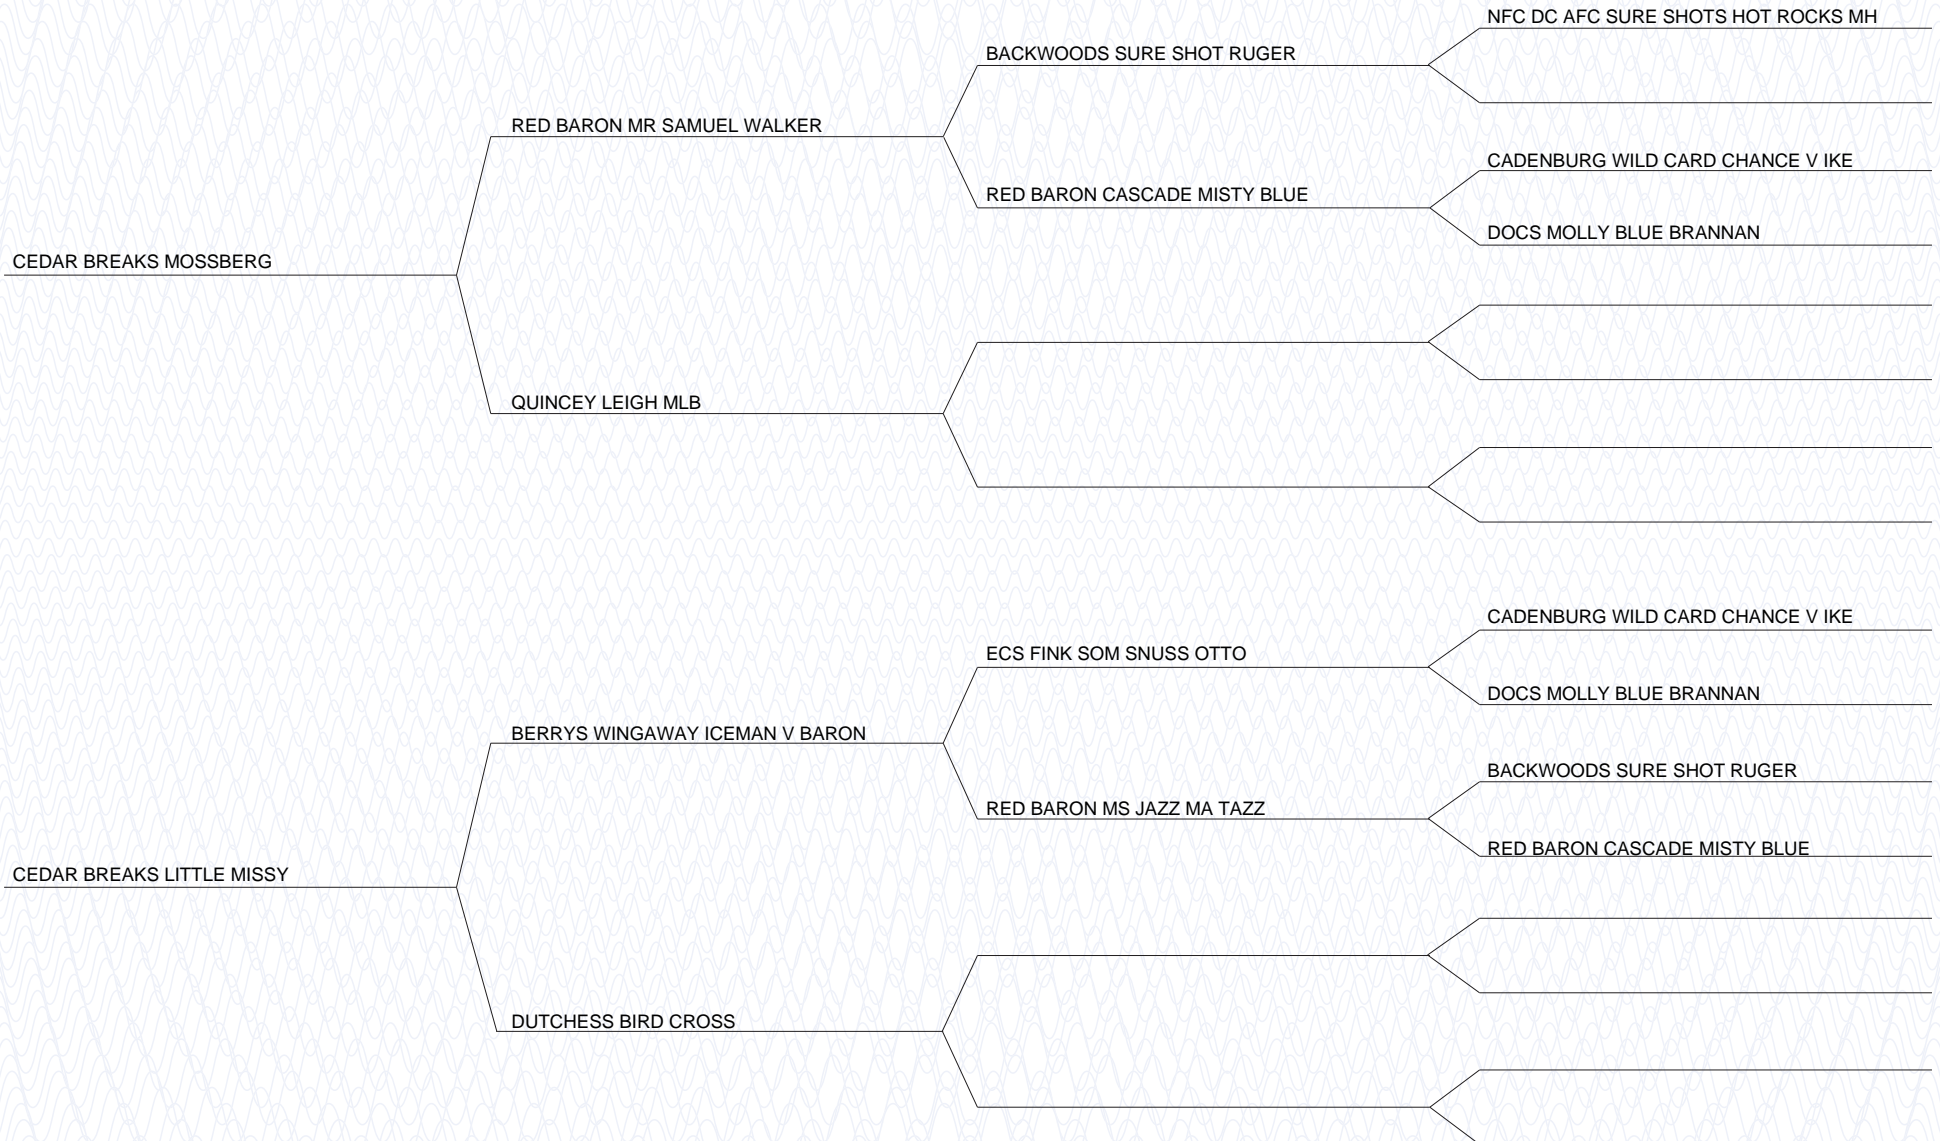 NFC DC AFC SURE SHOTS HOT ROCKS MH
BACKWOODS SURE SHOT RUGER
RED BARON MR SAMUEL WALKER
CADENBURG WILD CARD CHANCE V IKE
RED BARON CASCADE MISTY BLUE
DOCS MOLLY BLUE BRANNAN
CEDAR BREAKS MOSSBERG
QUINCEY LEIGH MLB
CADENBURG WILD CARD CHANCE V IKE
ECS FINK SOM SNUSS OTTO
DOCS MOLLY BLUE BRANNAN
BERRYS WINGAWAY ICEMAN V BARON
BACKWOODS SURE SHOT RUGER
RED BARON MS JAZZ MA TAZZ
RED BARON CASCADE MISTY BLUE
CEDAR BREAKS LITTLE MISSY
DUTCHESS BIRD CROSS